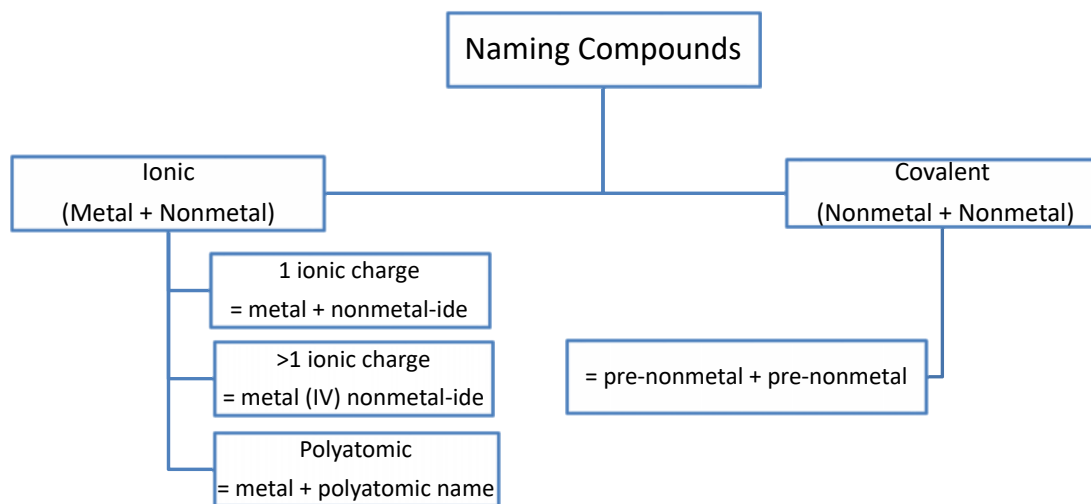 Naming Compounds
Ionic
(Metal + Nonmetal)
1 ionic charge
= metal + nonmetal-ide
>1 ionic charge
= metal (IV) nonmetal-ide
Polyatomic
= metal + polyatomic name
Covalent
(Nonmetal + Nonmetal)
= pre-nonmetal + pre-nonmetal